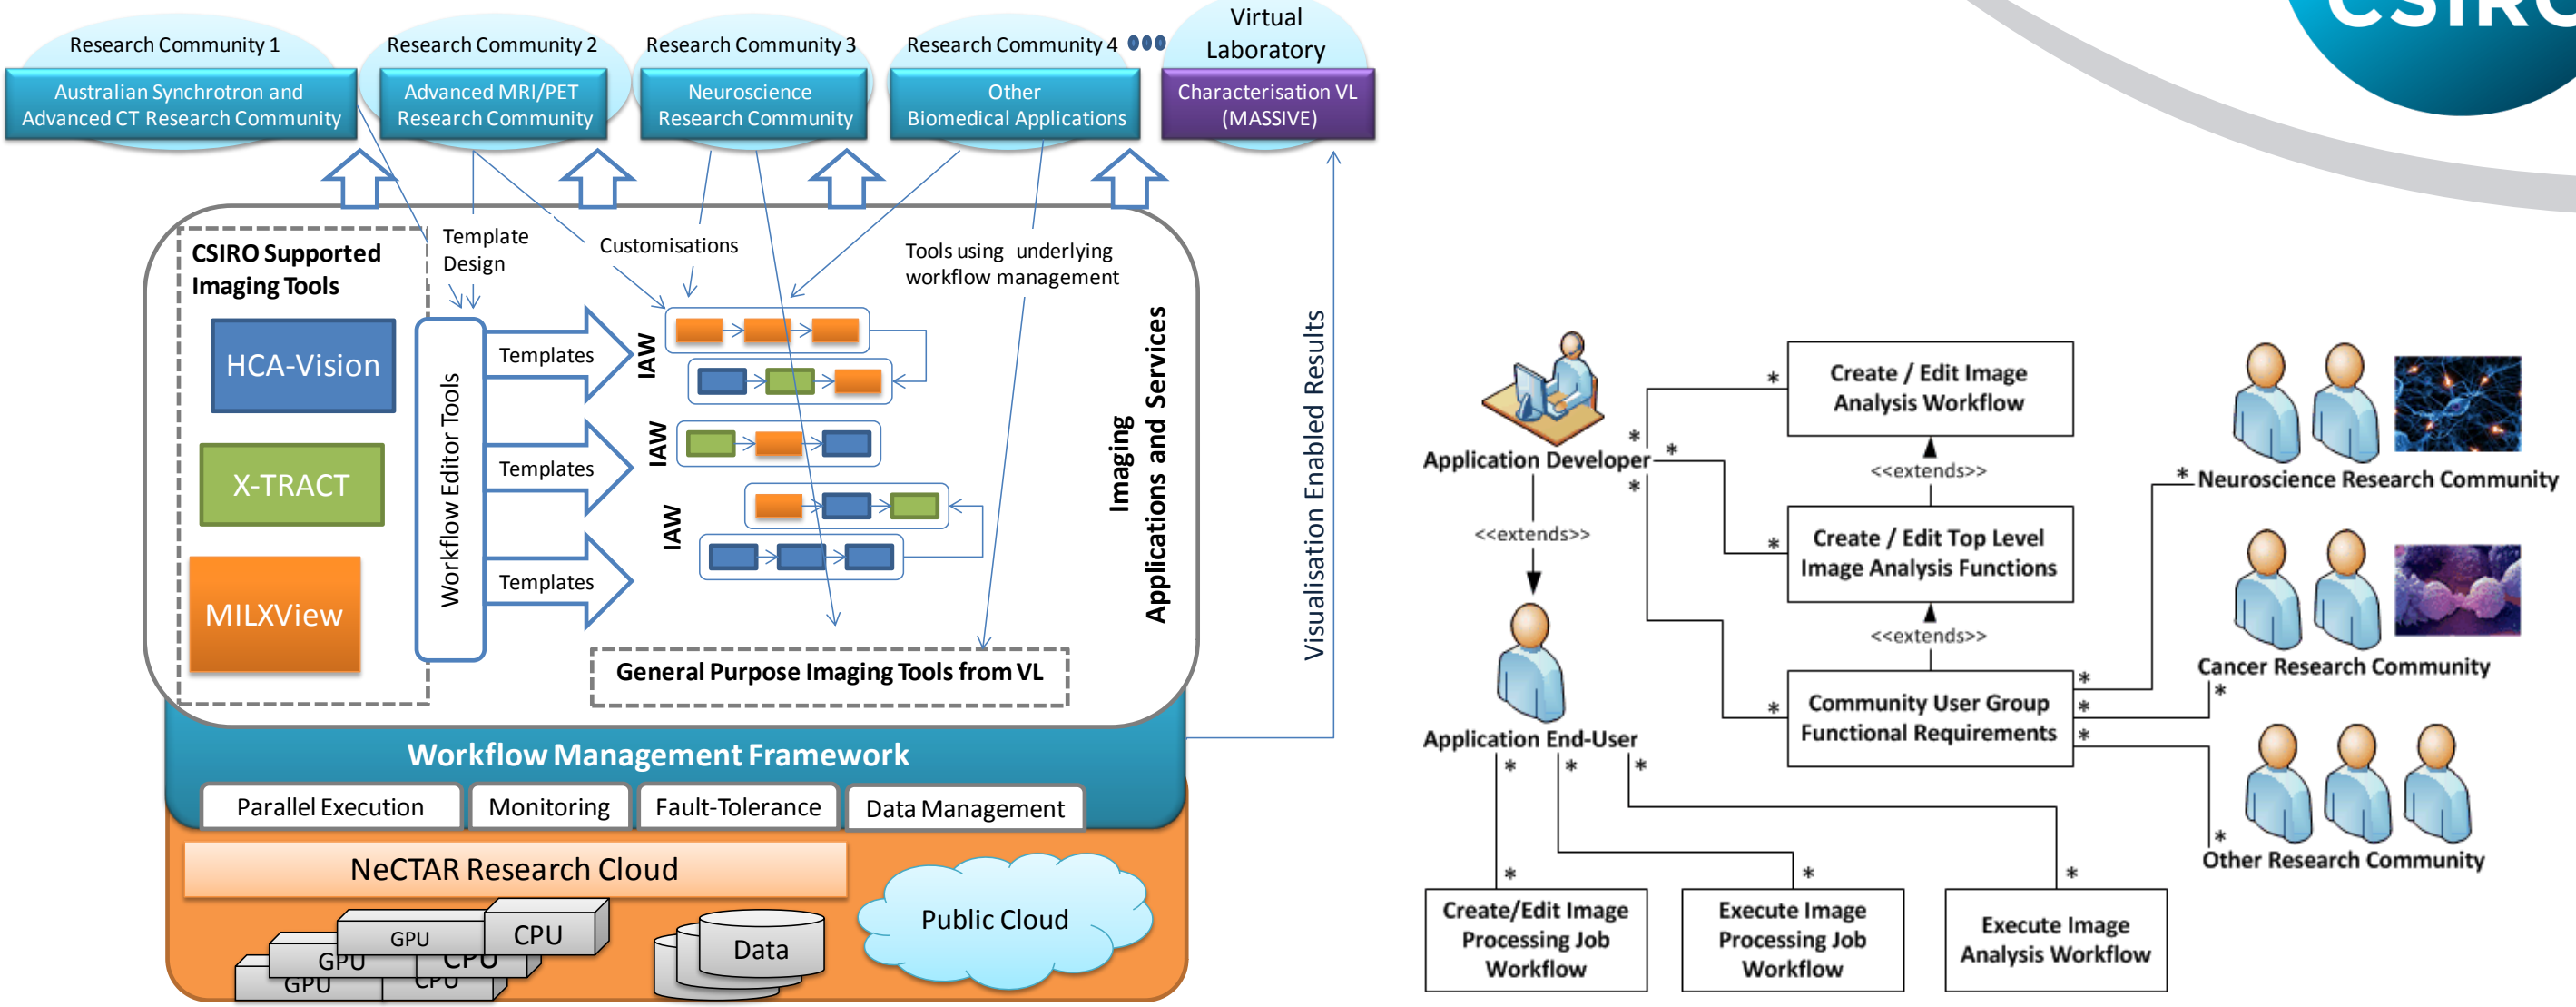 CSIRO
Research Community 1
Australian Synchrotron and
Advanced CT Research Community
Research Community 2
Advanced MRI/PET
Research Community
Research Community 3
Neuroscience
Research Community
Research Community 4
Other
Biomedical Applications
Virtual
Laboratory
Characterisation VL
(MASSIVE)
CSIRO Supported
Imaging Tools
HCA-Vision
X-TRACT
MILXView
Template
Design
Customisations
Tools using underlying
workflow management
Workflow Editor Tools
Templates
Templates
Templates
IAW
IAW
IAW
Imaging
Applications and Services
General Purpose Imaging Tools from VL
Visualisation Enabled Results
Workflow Management Framework
Parallel Execution
Monitoring
Fault-Tolerance
Data Management
NeCTAR Research Cloud
GPU
CPU
GPU
CPU
GPU
CPU
Data
Public Cloud
Application Developer
<<extends>>
Application End-User
Create / Edit Image
Analysis Workflow
<<extends>>
Create / Edit Top Level
Image Analysis Functions
<<extends>>
Community User Group
Functional Requirements
Neuroscience Research Community
Cancer Research Community
Other Research Community
Create/Edit Image
Processing Job
Workflow
Execute Image
Processing Job
Workflow
Execute Image
Analysis Workflow